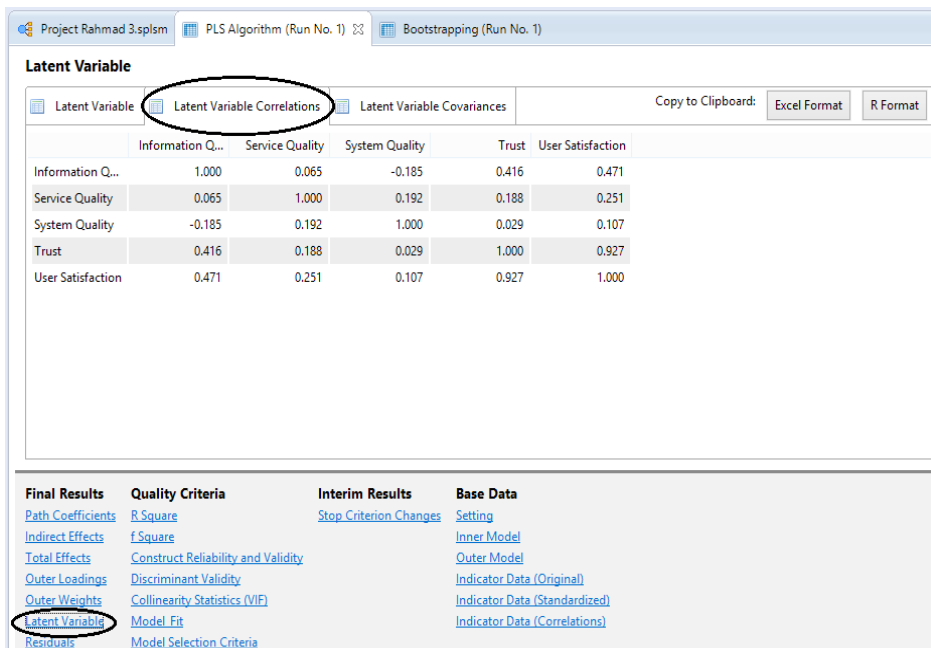 Project Rahmad 3.splsm PLS Algorithm (Run No. 1) Bootstrapping (Run No. 1)
Latent Variable
Latent Variable Latent Variable Correlations Latent Variable Covariances Copy to Clipboard: Excel Format R Format
Information Q... Service Quality System Quality Trust User Satisfaction
Information Q... 1.000 0.065 -0.185 0.416 0.471
Service Quality 0.065 1.000 0.192 0.188 0.251
System Quality -0.185 0.192 1.000 0.029 0.107
Trust 0.416 0.188 0.029 1.000 0.927
User Satisfaction 0.471 0.251 0.107 0.927 1.000
Final Results Quality Criteria Interim Results Base Data
Path Coefficients R Square Stop Criterion Changes Setting
Indirect Effects f Square Inner Model
Total Effects Construct Reliability and Validity Outer Model
Outer Loadings Discriminant Validity Indicator Data (Original)
Outer Weights Collinearity Statistics (VIF) Indicator Data (Standardized)
Latent Variable Model_Fit Indicator Data (Correlations)
Residuals Model Selection Criteria